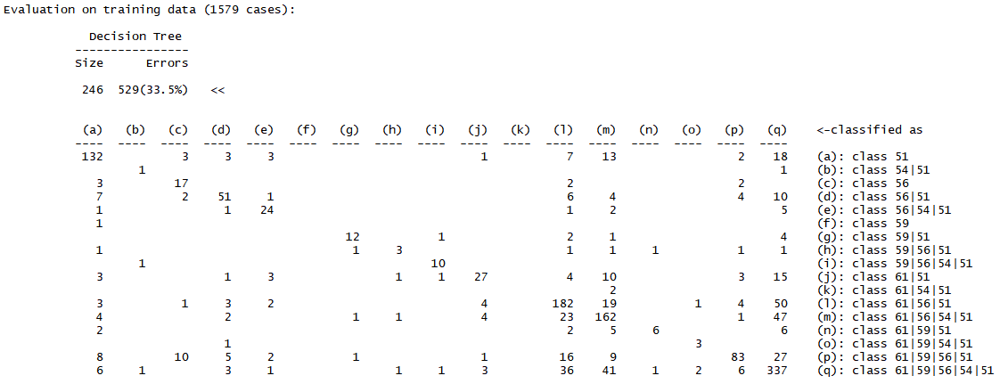 Evaluation on training data (1579 cases):
Decision Tree
----------------
Size Errors
246 529(33.5%) <<
(a) (b) (c) (d) (e) (f) (g) (h) (i) (j) (k) (l) (m) (n) (o) (p) (q) <-classified as
---- ---- ---- ---- ---- ---- ---- ---- ---- ---- ---- ---- ---- ---- ---- ---- ----
132 3 3 3 1 7 13 2 18 (a): class 51
1 1 (b): class 54|51
3 17 2 2 (c): class 56
7 2 51 1 6 4 4 10 (d): class 56|51
1 1 24 1 2 5 (e): class 56|54|51
1 (f): class 59
12 1 2 1 4 (g): class 59|51
1 1 3 1 1 1 1 1 (h): class 59|56|51
1 10 (i): class 59|56|54|51
3 1 3 1 1 27 4 10 3 15 (j): class 61|51
2 (k): class 61|54|51
3 1 3 2 4 182 19 1 4 50 (l): class 61|56|51
4 2 1 1 4 23 162 1 47 (m): class 61|56|54|51
2 2 5 6 6 (n): class 61|59|51
1 3 (o): class 61|59|54|51
8 10 5 2 1 1 16 9 83 27 (p): class 61|59|56|51
6 1 3 1 1 1 3 36 41 1 2 6 337 (q): class 61|59|56|54|51